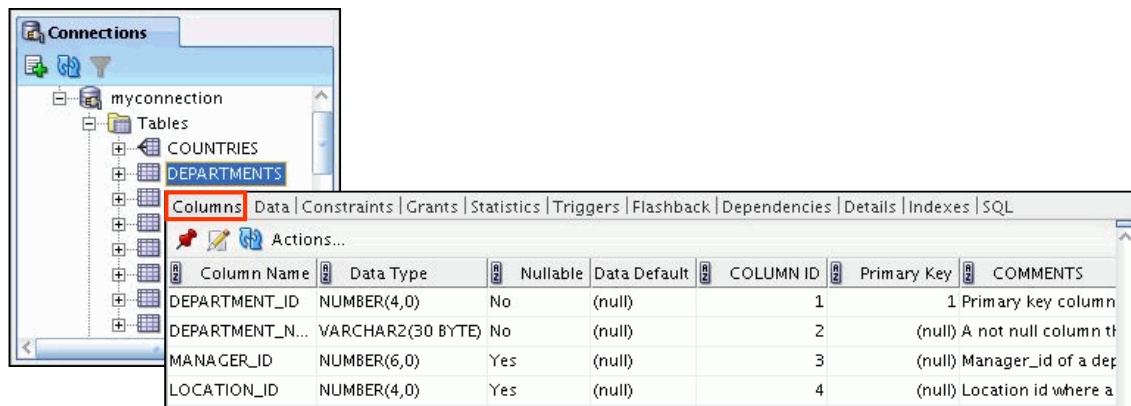 Connections
myconnection
Tables
COUNTRIES
DEPARTMENTS
Columns Data | Constraints | Grants | Statistics | Triggers | Flashback | Dependencies | Details | Indexes | SQL
Actions...
Column Name Data Type Nullable Data Default COLUMN ID Primary Key COMMENTS
DEPARTMENT_ID NUMBER(4,0) No (null) 1 1 Primary key column
DEPARTMENT_N... VARCHAR2(30 BYTE) No (null) 2 (null) A not null column th
MANAGER_ID NUMBER(6,0) Yes (null) 3 (null) Manager_id of a dep
LOCATION_ID NUMBER(4,0) Yes (null) 4 (null) Location id where a